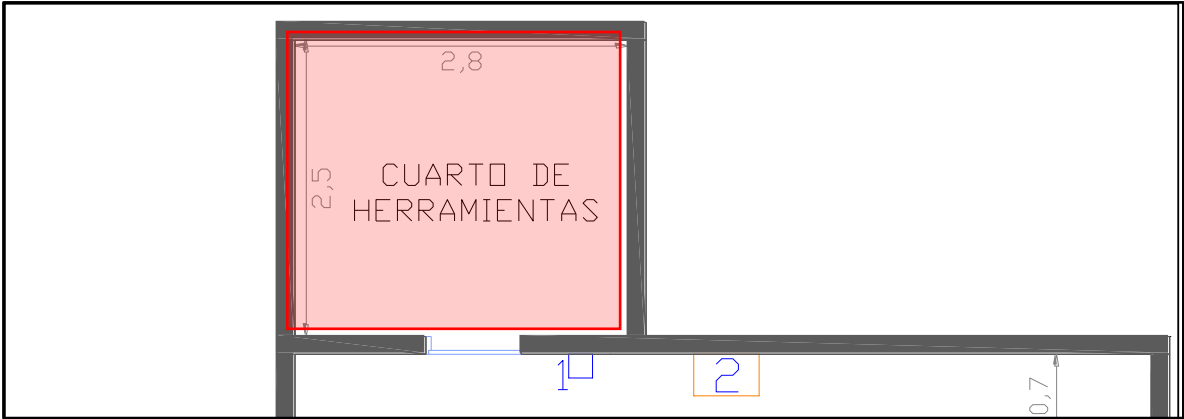 2,8
2,5
CUARTO DE
HERRAMIENTAS
1
2
0,7